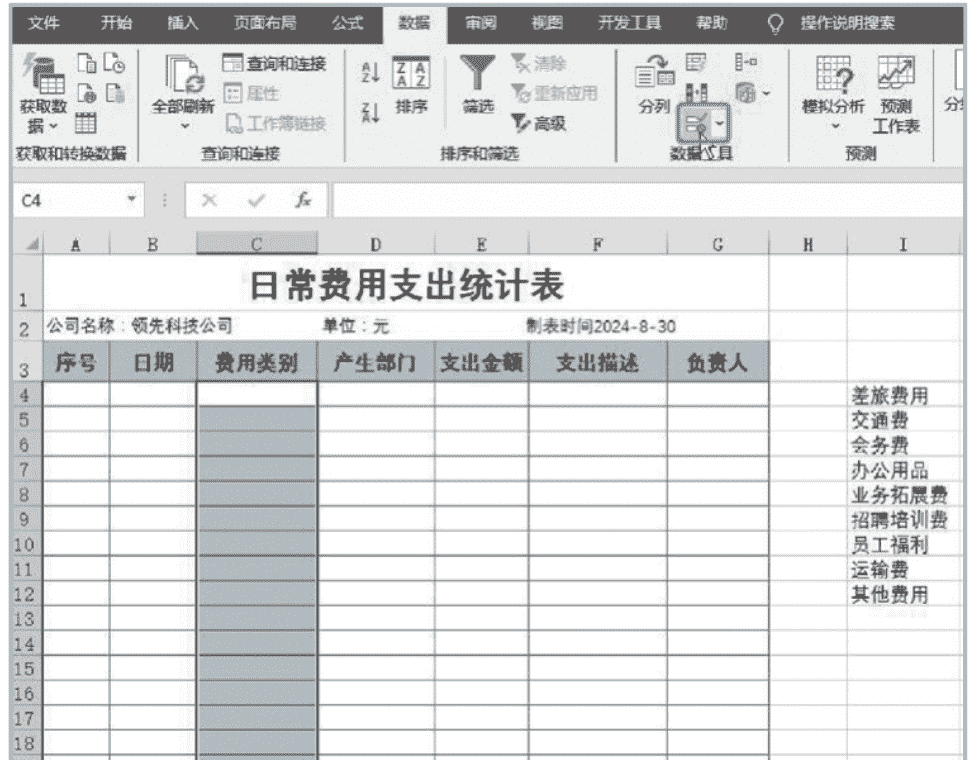 文件 开始 插入 页面布局 公式 数据 审阅 视图 开发工具 帮助 操作说明搜索
获取数据
全部刷新
查询和连接
属性
工作簿链接
排序
筛选
清除
重新应用
高级
分列
模拟分析
预测工作表
获取和转换数据 查询和连接 排序和筛选 数据工具 预测
C4 fx
A B C D E F G H I
1 日常费用支出统计表
2 公司名称：领先科技公司 单位：元 制表时间2024-8-30
3 序号 日期 费用类别 产生部门 支出金额 支出描述 负责人
4 差旅费用
5 交通费
6 会务费
7 办公用品
8 业务拓展费
9 招聘培训费
10 员工福利
11 运输费
12 其他费用
13
14
15
16
17
18